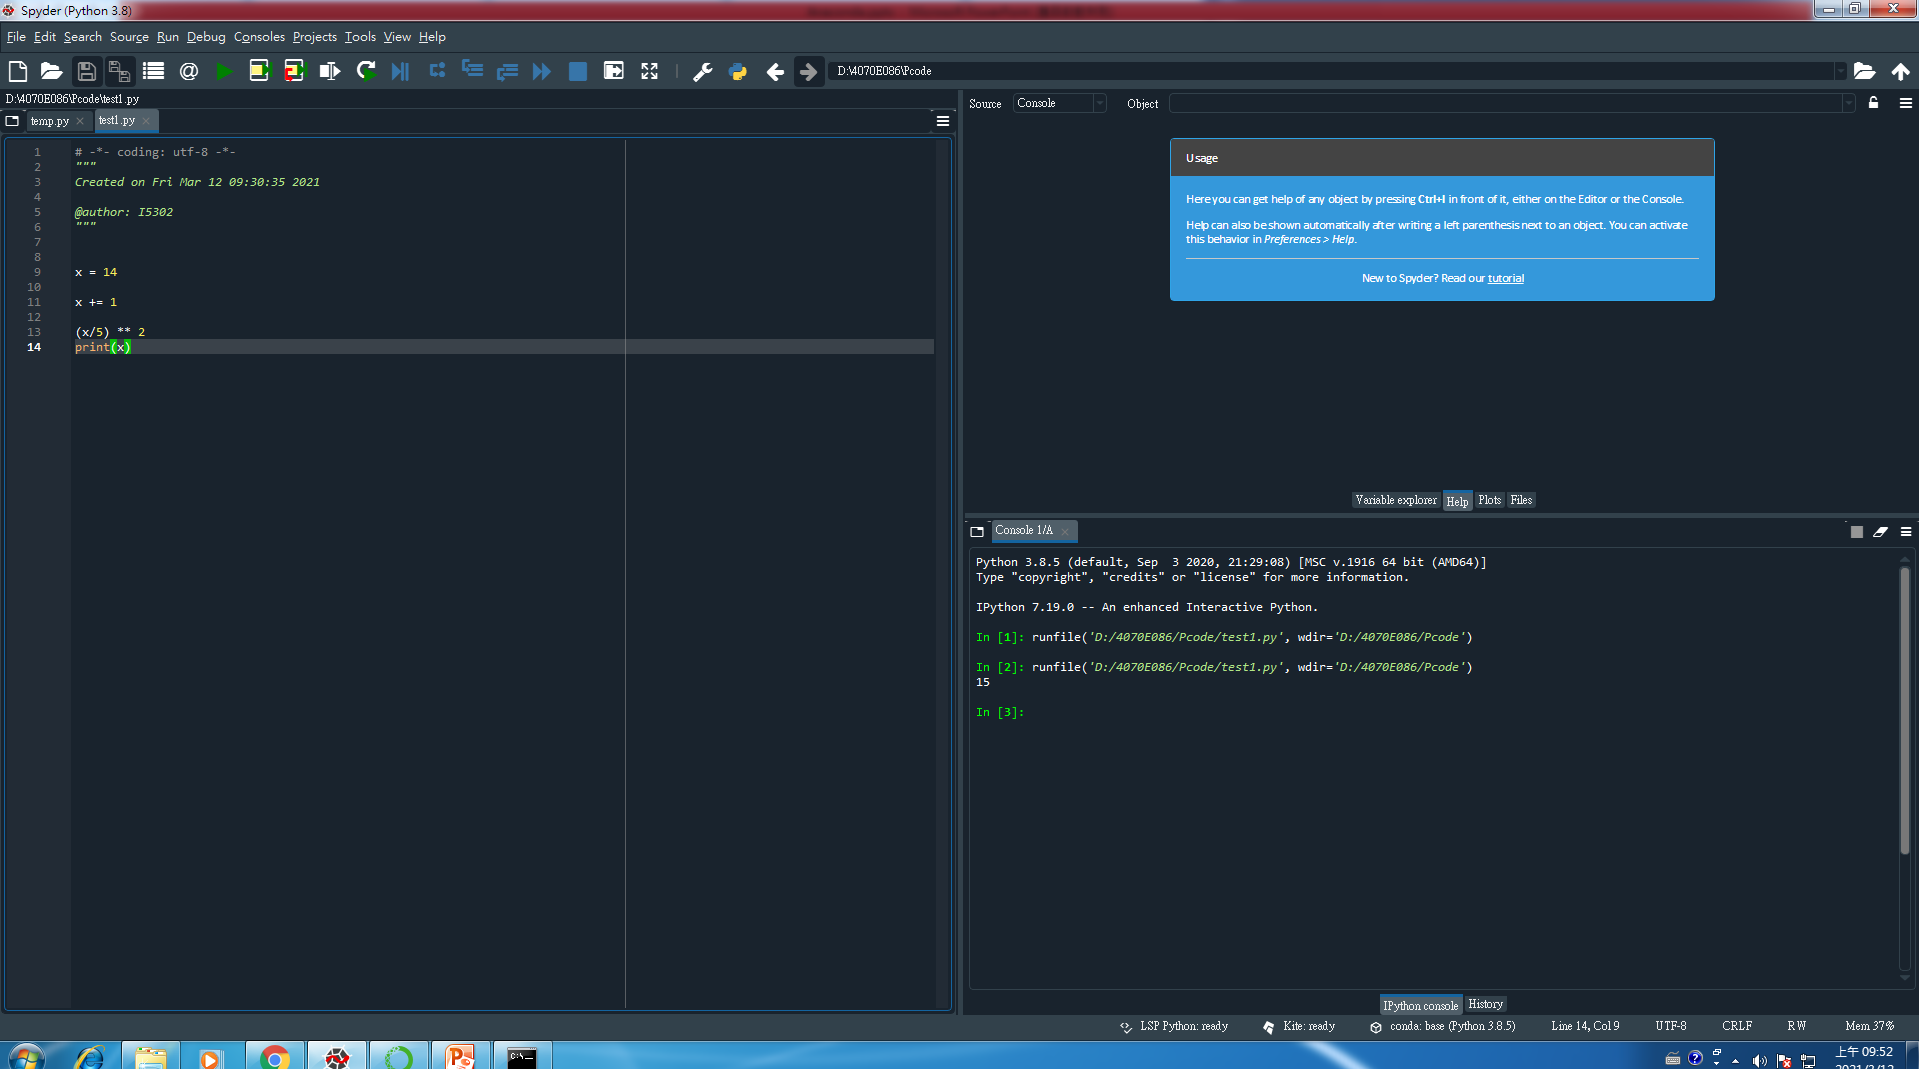 Spyder (Python 3.8)
File Edit Search Source Run Debug Consoles Projects Tools View Help
D:\4070E086\Pcode
D:\4070E086\Pcode\test1.py
temp.py
test1.py
1 # -*- coding: utf-8 -*-
2 """
3 Created on Fri Mar 12 09:30:35 2021
4
5 @author: I5302
6 """
7
8
9 x = 14
10
11 x += 1
12
13 (x/5) ** 2
14 print(x)
Source Console Object
Usage
Here you can get help of any object by pressing Ctrl+I in front of it, either on the Editor or the Console.
Help can also be shown automatically after writing a left parenthesis next to an object. You can activate
this behavior in Preferences > Help.
New to Spyder? Read our tutorial
Variable explorer Help Plots Files
Console 1/A
Python 3.8.5 (default, Sep  3 2020, 21:29:08) [MSC v.1916 64 bit (AMD64)]
Type "copyright", "credits" or "license" for more information.
IPython 7.19.0 -- An enhanced Interactive Python.
In [1]: runfile('D:/4070E086/Pcode/test1.py', wdir='D:/4070E086/Pcode')
In [2]: runfile('D:/4070E086/Pcode/test1.py', wdir='D:/4070E086/Pcode')
15
In [3]:
IPython console History
LSP Python: ready Kite: ready conda: base (Python 3.8.5) Line 14, Col 9 UTF-8 CRLF RW Mem 37%
上午 09:52
2021/3/12